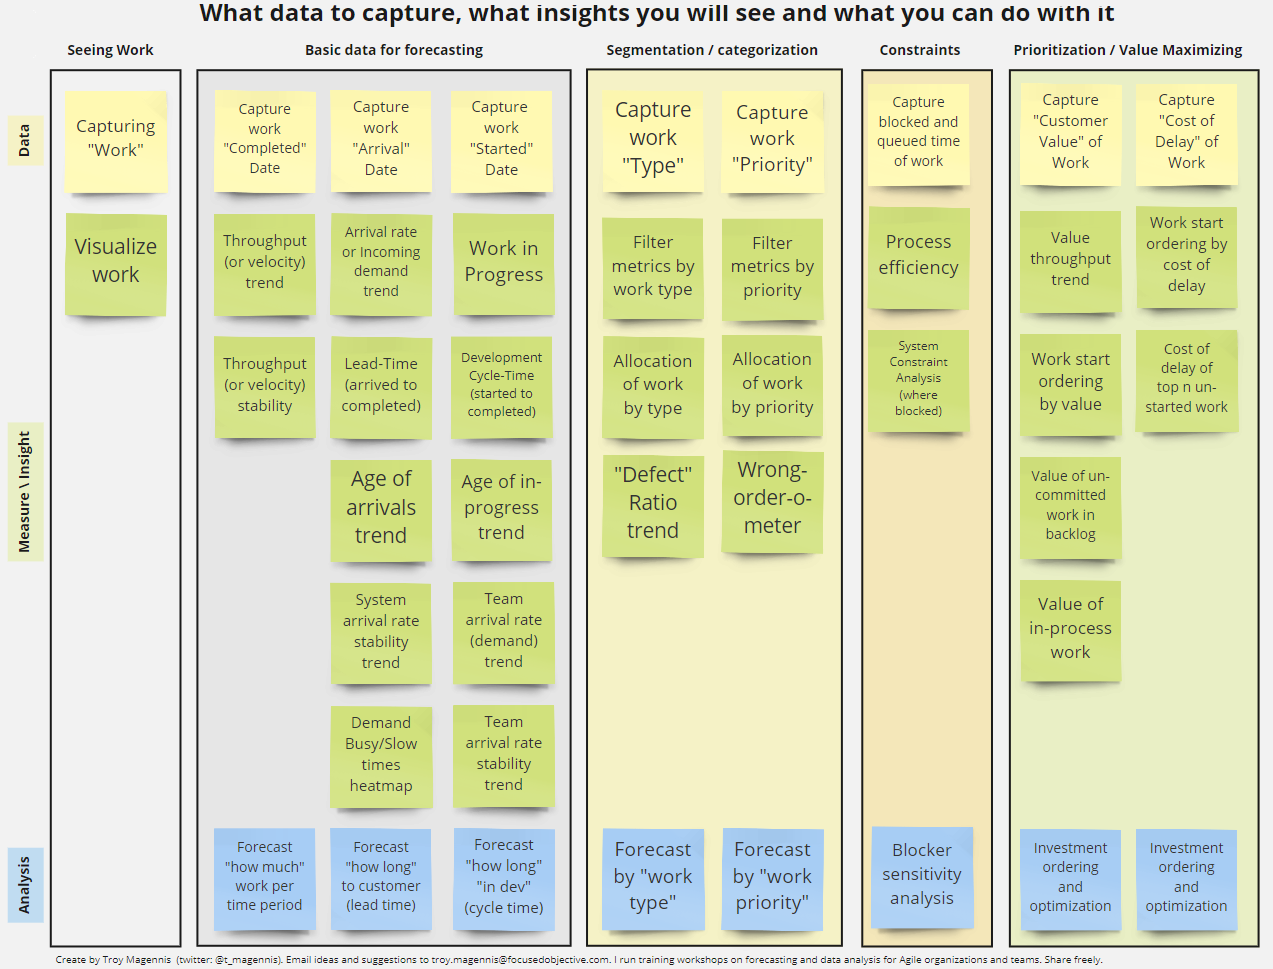 What data to capture, what insights you will see and what you can do with it
Seeing Work
Basic data for forecasting
Segmentation / categorization
Constraints
Prioritization / Value Maximizing
Data
Capturing
"Work"
Capture
work
"Completed"
Date
Capture
work
"Arrival"
Date
Capture
work
"Started"
Date
Capture
work
"Type"
Capture
work
"Priority"
Capture
blocked and
queued time
of work
Capture
"Customer
Value" of
Work
Capture
"Cost of
Delay" of
Work
Measure \ Insight
Visualize
work
Throughput
(or velocity)
trend
Arrival rate
or Incoming
demand
trend
Work in
Progress
Filter
metrics by
work type
Filter
metrics by
priority
Process
efficiency
Value
throughput
trend
Work start
ordering by
cost of
delay
Throughput
(or velocity)
stability
Lead-Time
(arrived to
completed)
Development
Cycle-Time
(started to
completed)
Allocation
of work
by type
Allocation
of work
by priority
System
Constraint
Analysis
(where
blocked)
Work start
ordering
by value
Cost of
delay of
top n un-
started work
Age of
arrivals
trend
Age of in-
progress
trend
"Defect"
Ratio
trend
Wrong-
order-o-
meter
Value of un-
committed
work in
backlog
System
arrival rate
stability
trend
Team
arrival rate
(demand)
trend
Value of
in-process
work
Demand
Busy/Slow
times
heatmap
Team
arrival rate
stability
trend
Analysis
Forecast
"how much"
work per
time period
Forecast
"how long"
to customer
(lead time)
Forecast
"how long"
"in dev"
(cycle time)
Forecast
by "work
type"
Forecast
by "work
priority"
Blocker
sensitivity
analysis
Investment
ordering
and
optimization
Investment
ordering
and
optimization
Create by Troy Magennis (twitter: @t_magennis). Email ideas and suggestions to troy.magennis@focusedobjective.com. I run training workshops on forecasting and data analysis for Agile organizations and teams. Share freely.